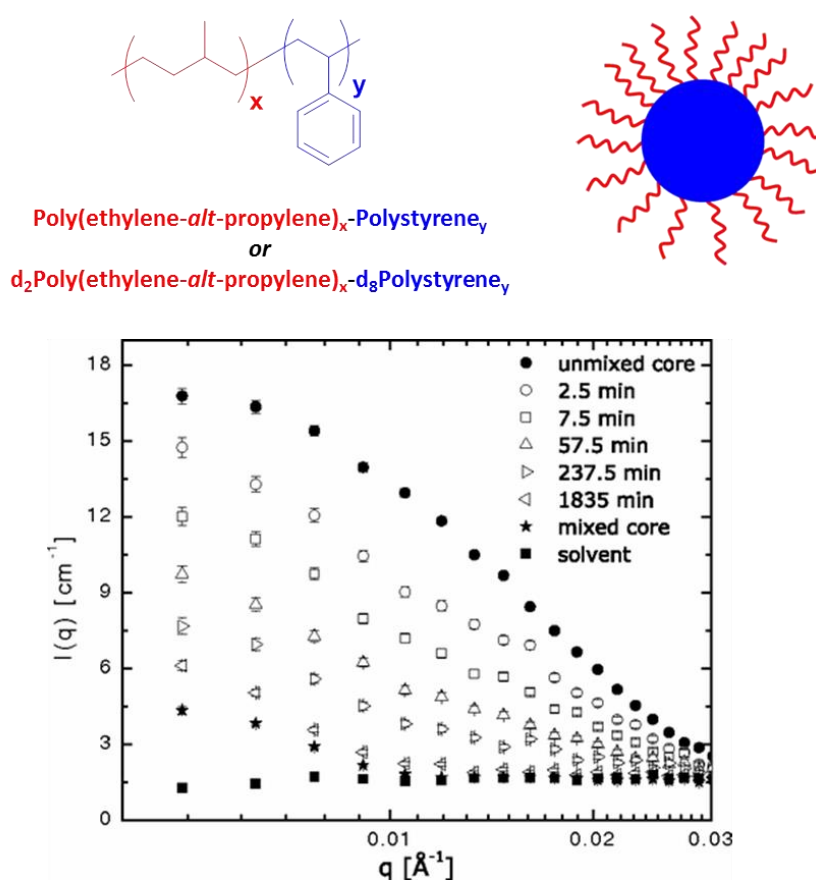 x
y
Poly(ethylene-alt-propylene)ₓ-Polystyreneᵧ
or
d₂Poly(ethylene-alt-propylene)ₓ-d₈Polystyreneᵧ
18
15
12
9
6
3
0
I(q) [cm⁻¹]
unmixed core
2.5 min
7.5 min
57.5 min
237.5 min
1835 min
mixed core
solvent
0.01
0.02
0.03
q [Å⁻¹]